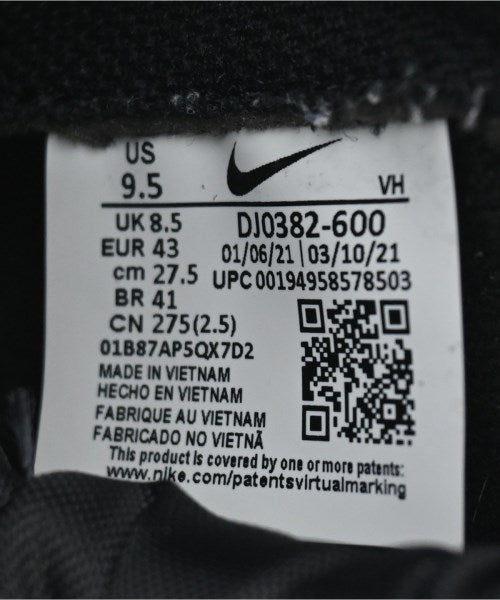 US
9.5
VH
UK 8.5
DJ0382-600
EUR 43
01/06/21 | 03/10/21
cm 27.5
UPC 00194958578503
BR 41
CN 275(2.5)
01B87AP5QX7D2
MADE IN VIETNAM
HECHO EN VIETNAM
FABRIQUE AU VIETNAM
FABRICADO NO VIETNÃ
This product is covered by one or more patents:
www.nike.com/patentsvirtualmarking